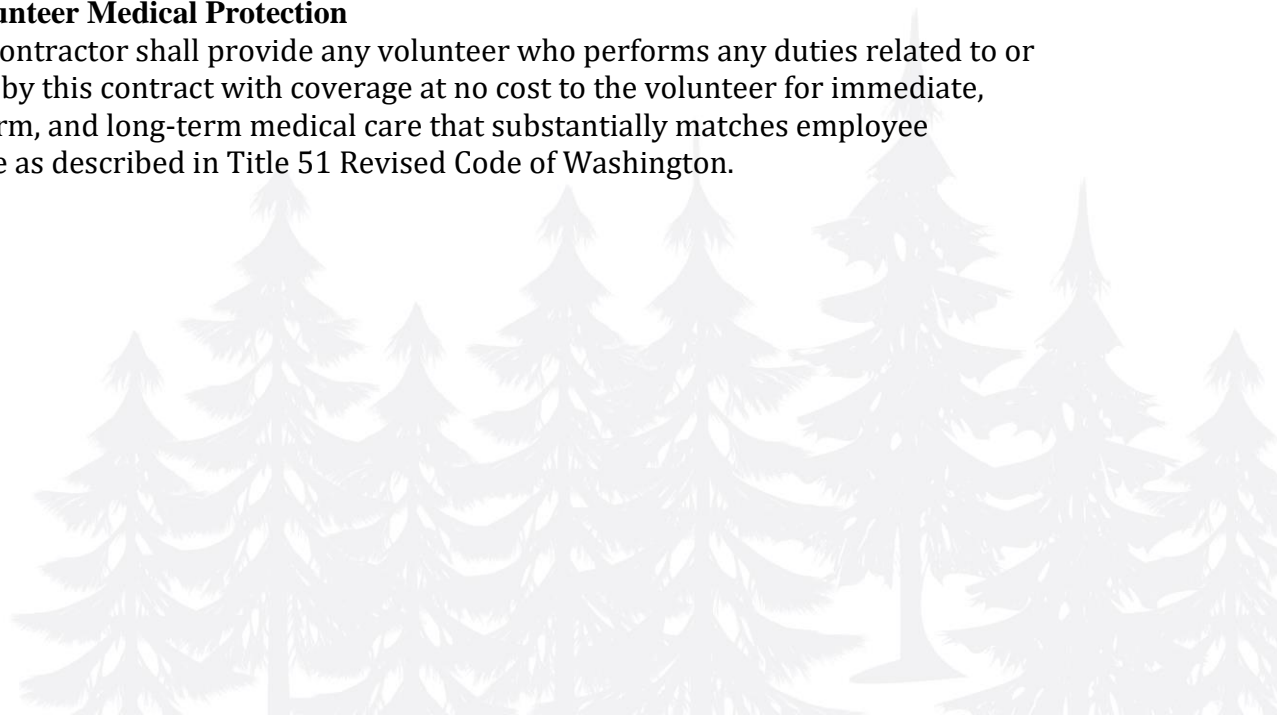 unteer Medical Protection
ontractor shall provide any volunteer who performs any duties related to or
by this contract with coverage at no cost to the volunteer for immediate,
rm, and long-term medical care that substantially matches employee
e as described in Title 51 Revised Code of Washington.